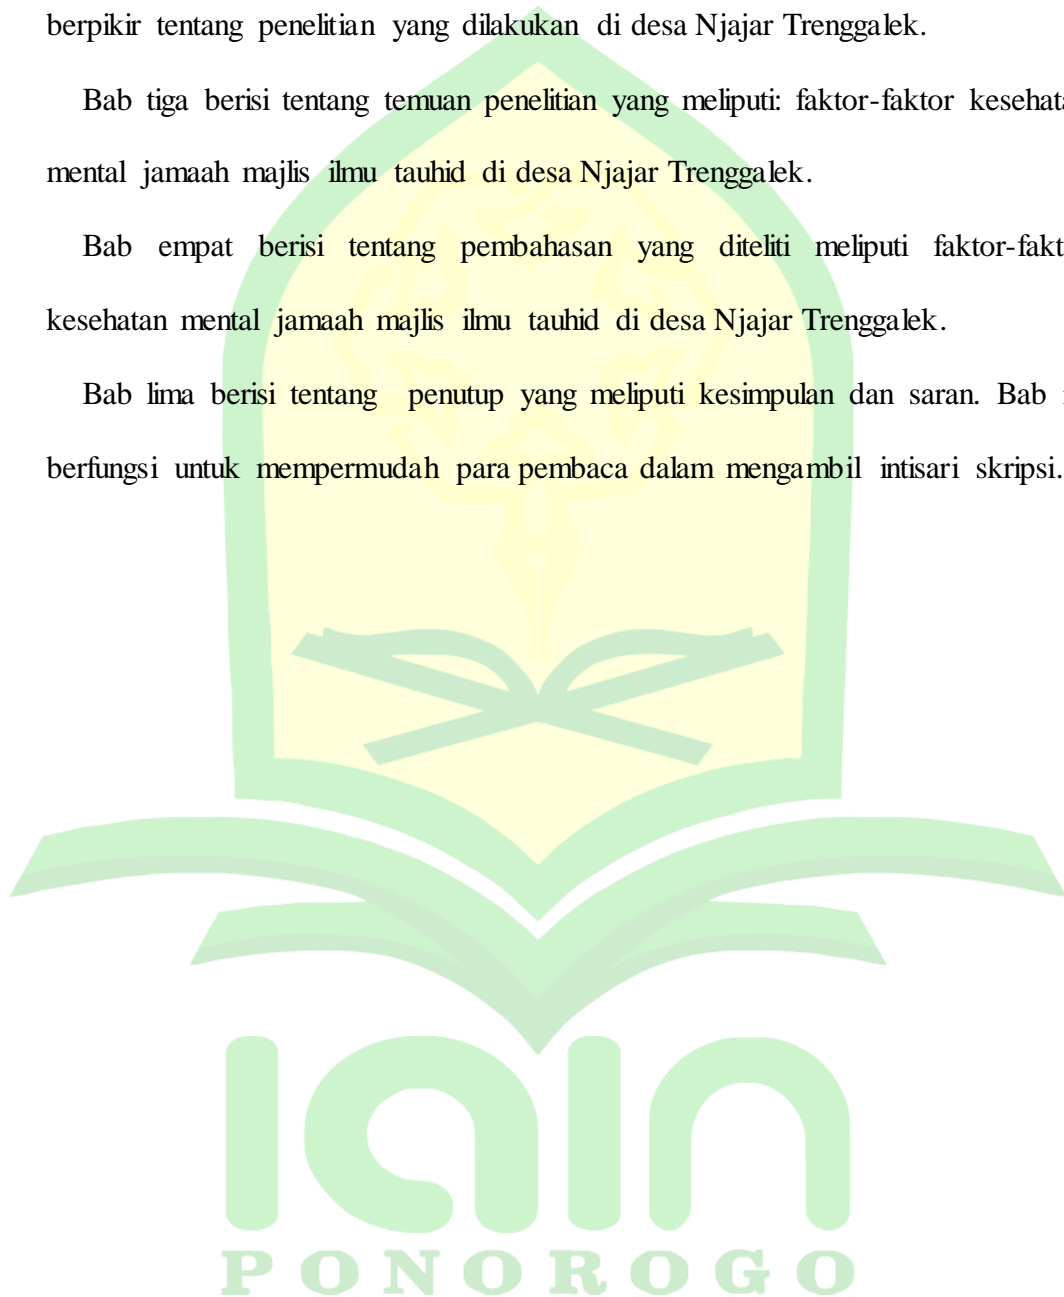 berpikir tentang penelitian yang dilakukan di desa Njajar Trenggalek.
Bab tiga berisi tentang temuan penelitian yang meliputi: faktor-faktor
mental jamaah majlis ilmu tauhid di desa Njajar Trenggalek.
Bab empat berisi tentang pembahasan yang diteliti meliputi
kesehatan mental jamaah majlis ilmu tauhid di desa Njajar Trenggalek.
Bab lima berisi tentang penutup yang meliputi kesimpulan dan saran. Bab
berfungsi untuk mempermudah para pembaca dalam mengambil intisari skripsi.
IAIN
PONOROGO